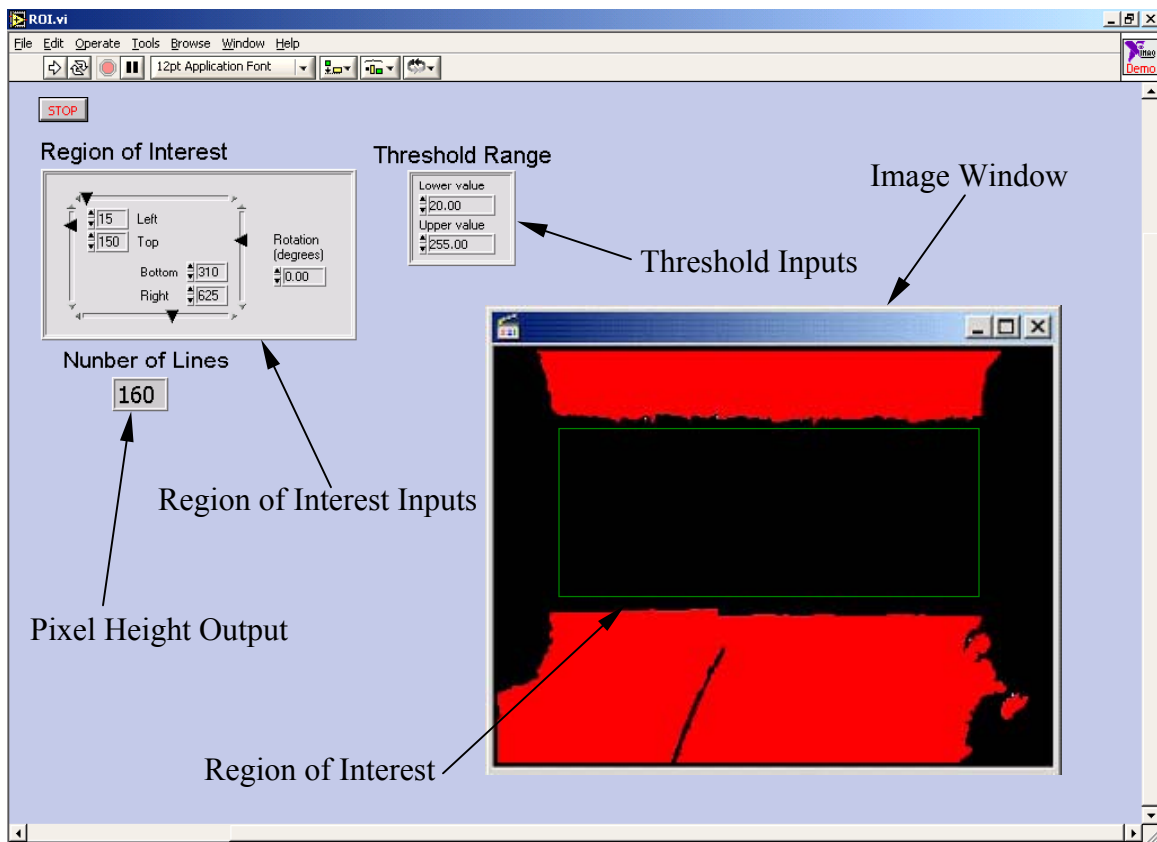 ROI.vi
File Edit Operate Tools Browse Window Help
12pt Application Font
Demo
STOP
Region of Interest
Threshold Range
Image Window
Lower value
20.00
Upper value
255.00
15 Left
150 Top
Rotation
(degrees)
0.00
Bottom 310
Right 625
Threshold Inputs
Nunber of Lines
160
Region of Interest Inputs
Pixel Height Output
Region of Interest